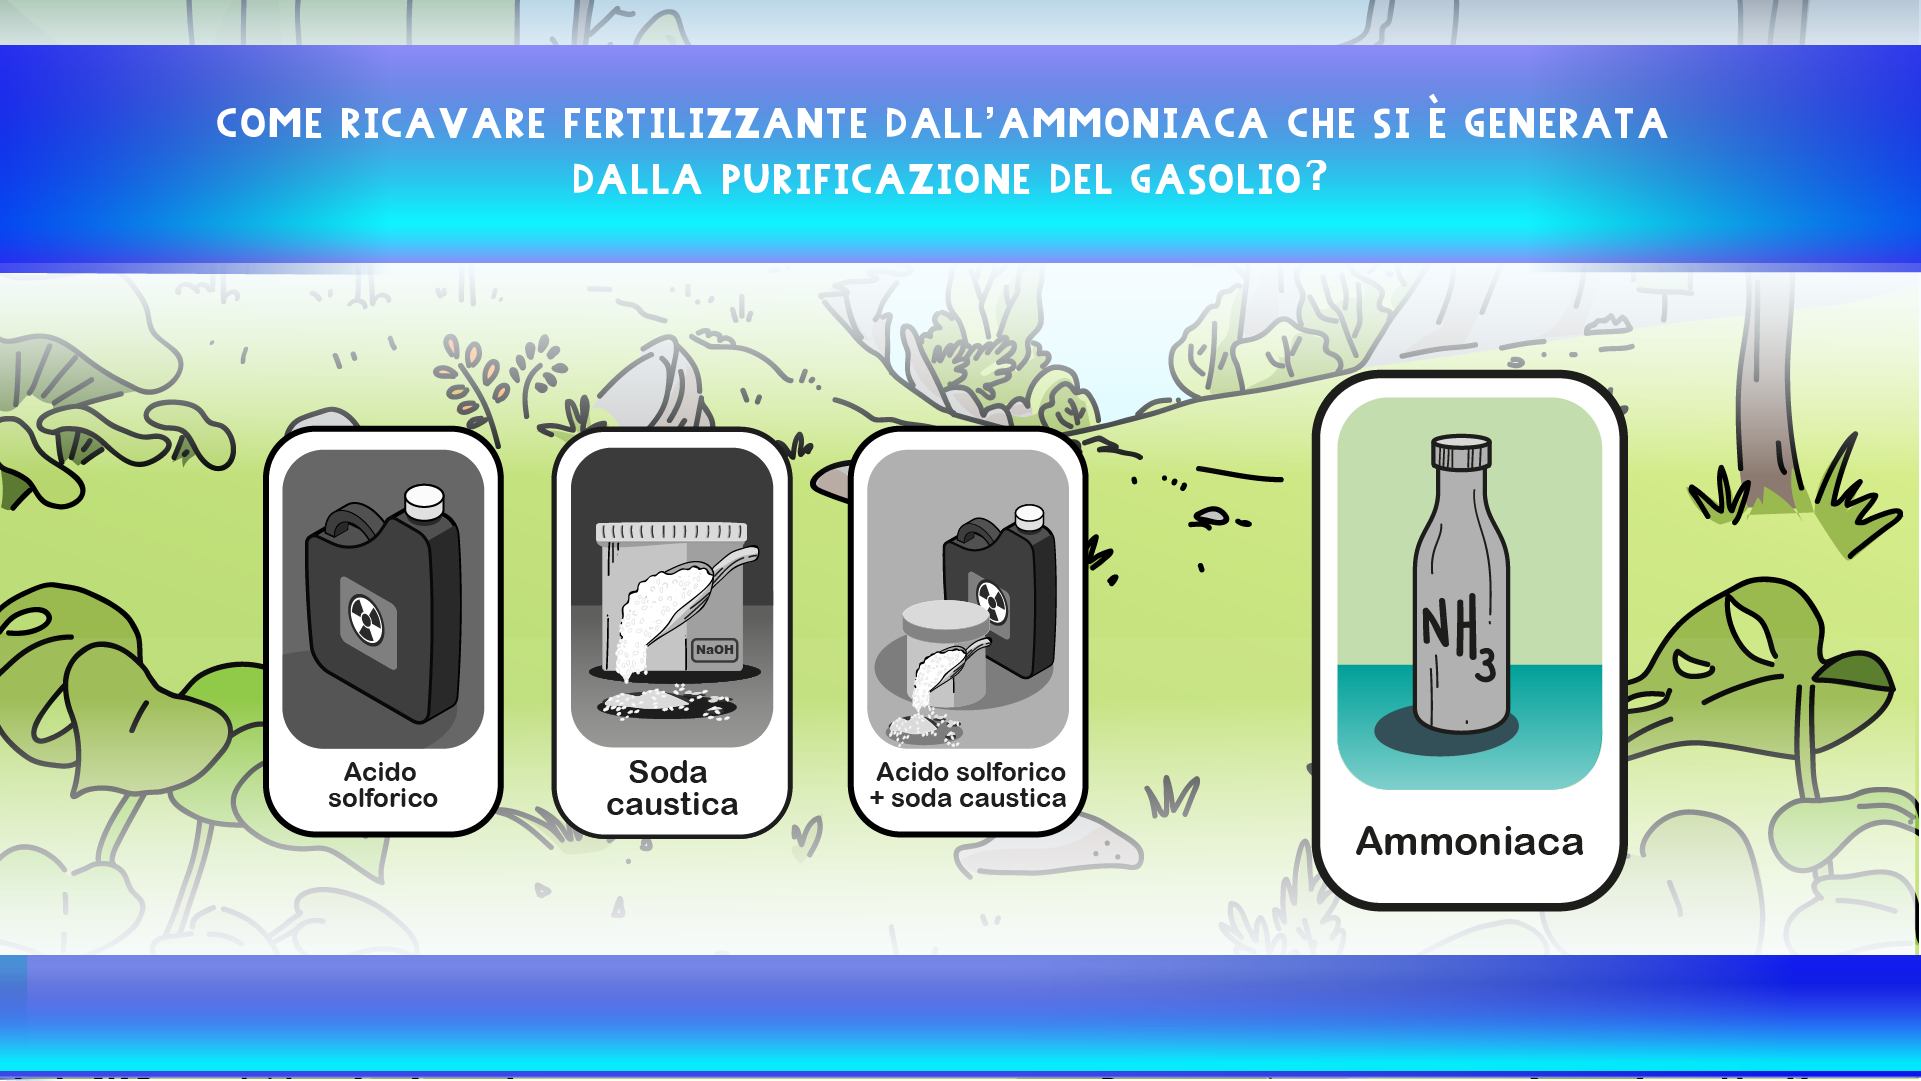 COME RICAVARE FERTILIZZANTE DALL'AMMONIACA CHE SI È GENERATA
DALLA PURIFICAZIONE DEL GASOLIO?
NaOH
NH3
Acido
solforico
Soda
caustica
Acido solforico
+ soda caustica
Ammoniaca